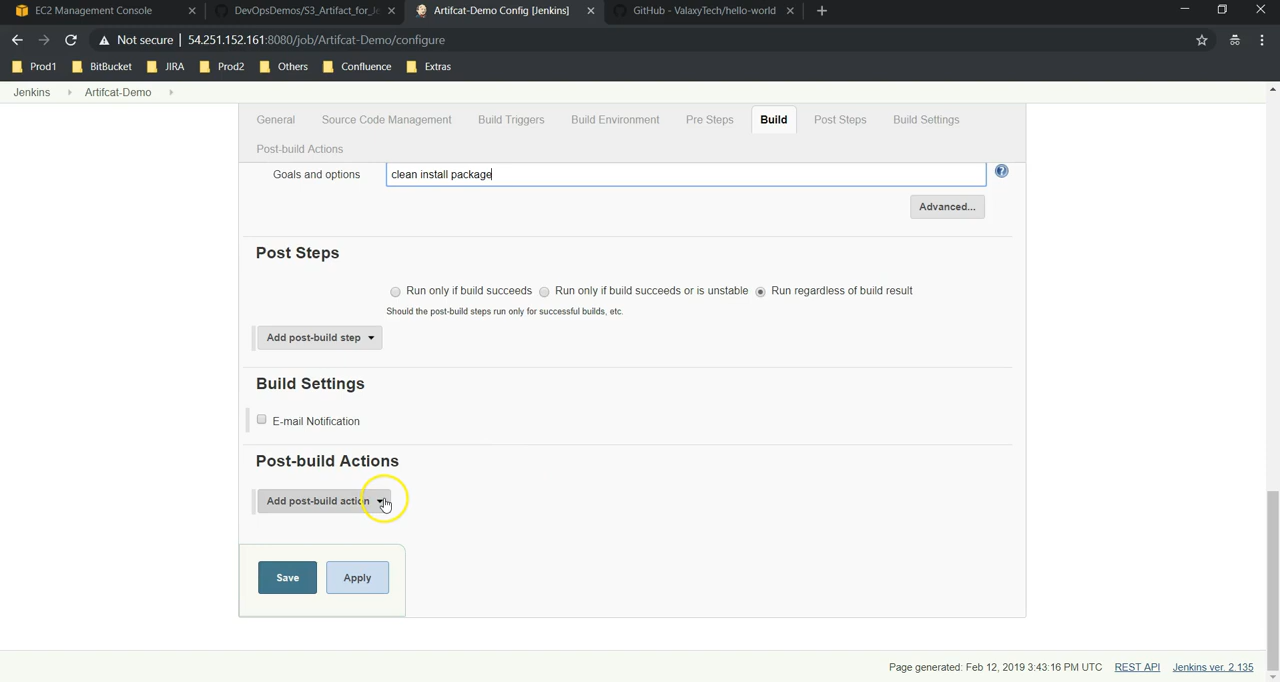 EC2 Management Console
DevOpsDemos/S3_Artifact_for_Je
Artifcat-Demo Config [Jenkins]
GitHub - ValaxyTech/hello-world
Not secure | 54.251.152.161:8080/job/Artifcat-Demo/configure
Prod1 BitBucket JIRA Prod2 Others Confluence Extras
Jenkins Artifcat-Demo
General Source Code Management Build Triggers Build Environment Pre Steps Build Post Steps Build Settings
Post-build Actions
Goals and options clean install package
Advanced...
Post Steps
Run only if build succeeds Run only if build succeeds or is unstable Run regardless of build result
Should the post-build steps run only for successful builds, etc.
Add post-build step
Build Settings
E-mail Notification
Post-build Actions
Add post-build action
Save Apply
Page generated: Feb 12, 2019 3:43:16 PM UTC REST API Jenkins ver. 2.135